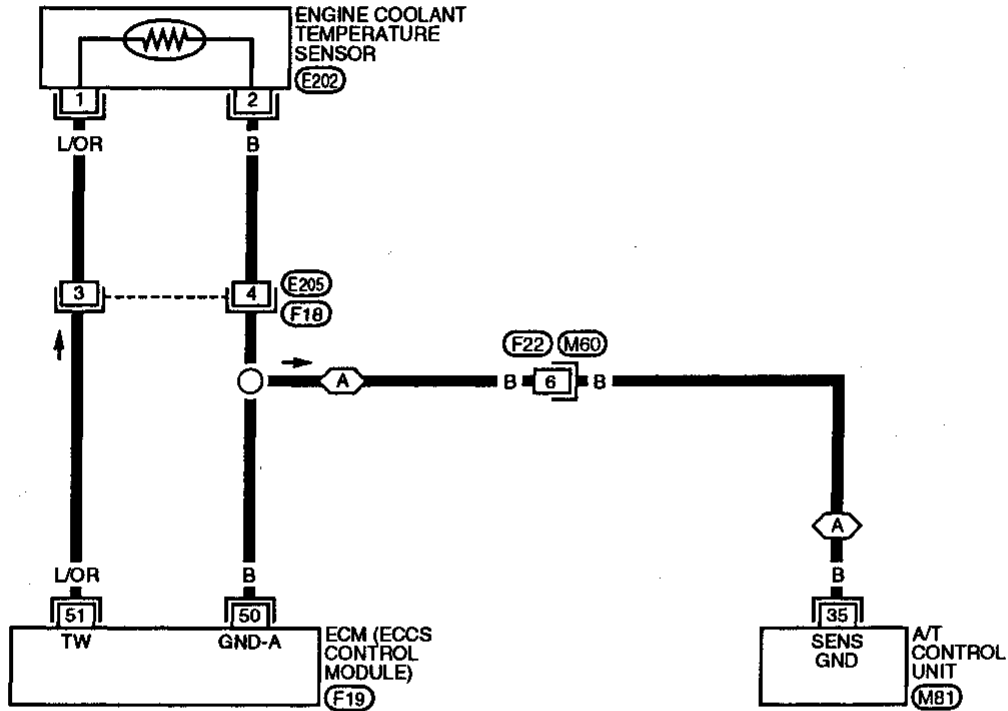 ENGINE COOLANT
TEMPERATURE
SENSOR
E202
1 2
L/OR B
3 4 E205
F18
F22 M60
A B 6 B
A
L/OR B B
51 50 35
TW GND-A
ECM (ECCS
CONTROL
MODULE)
F19
SENS
GND
A/T
CONTROL
UNIT
M81